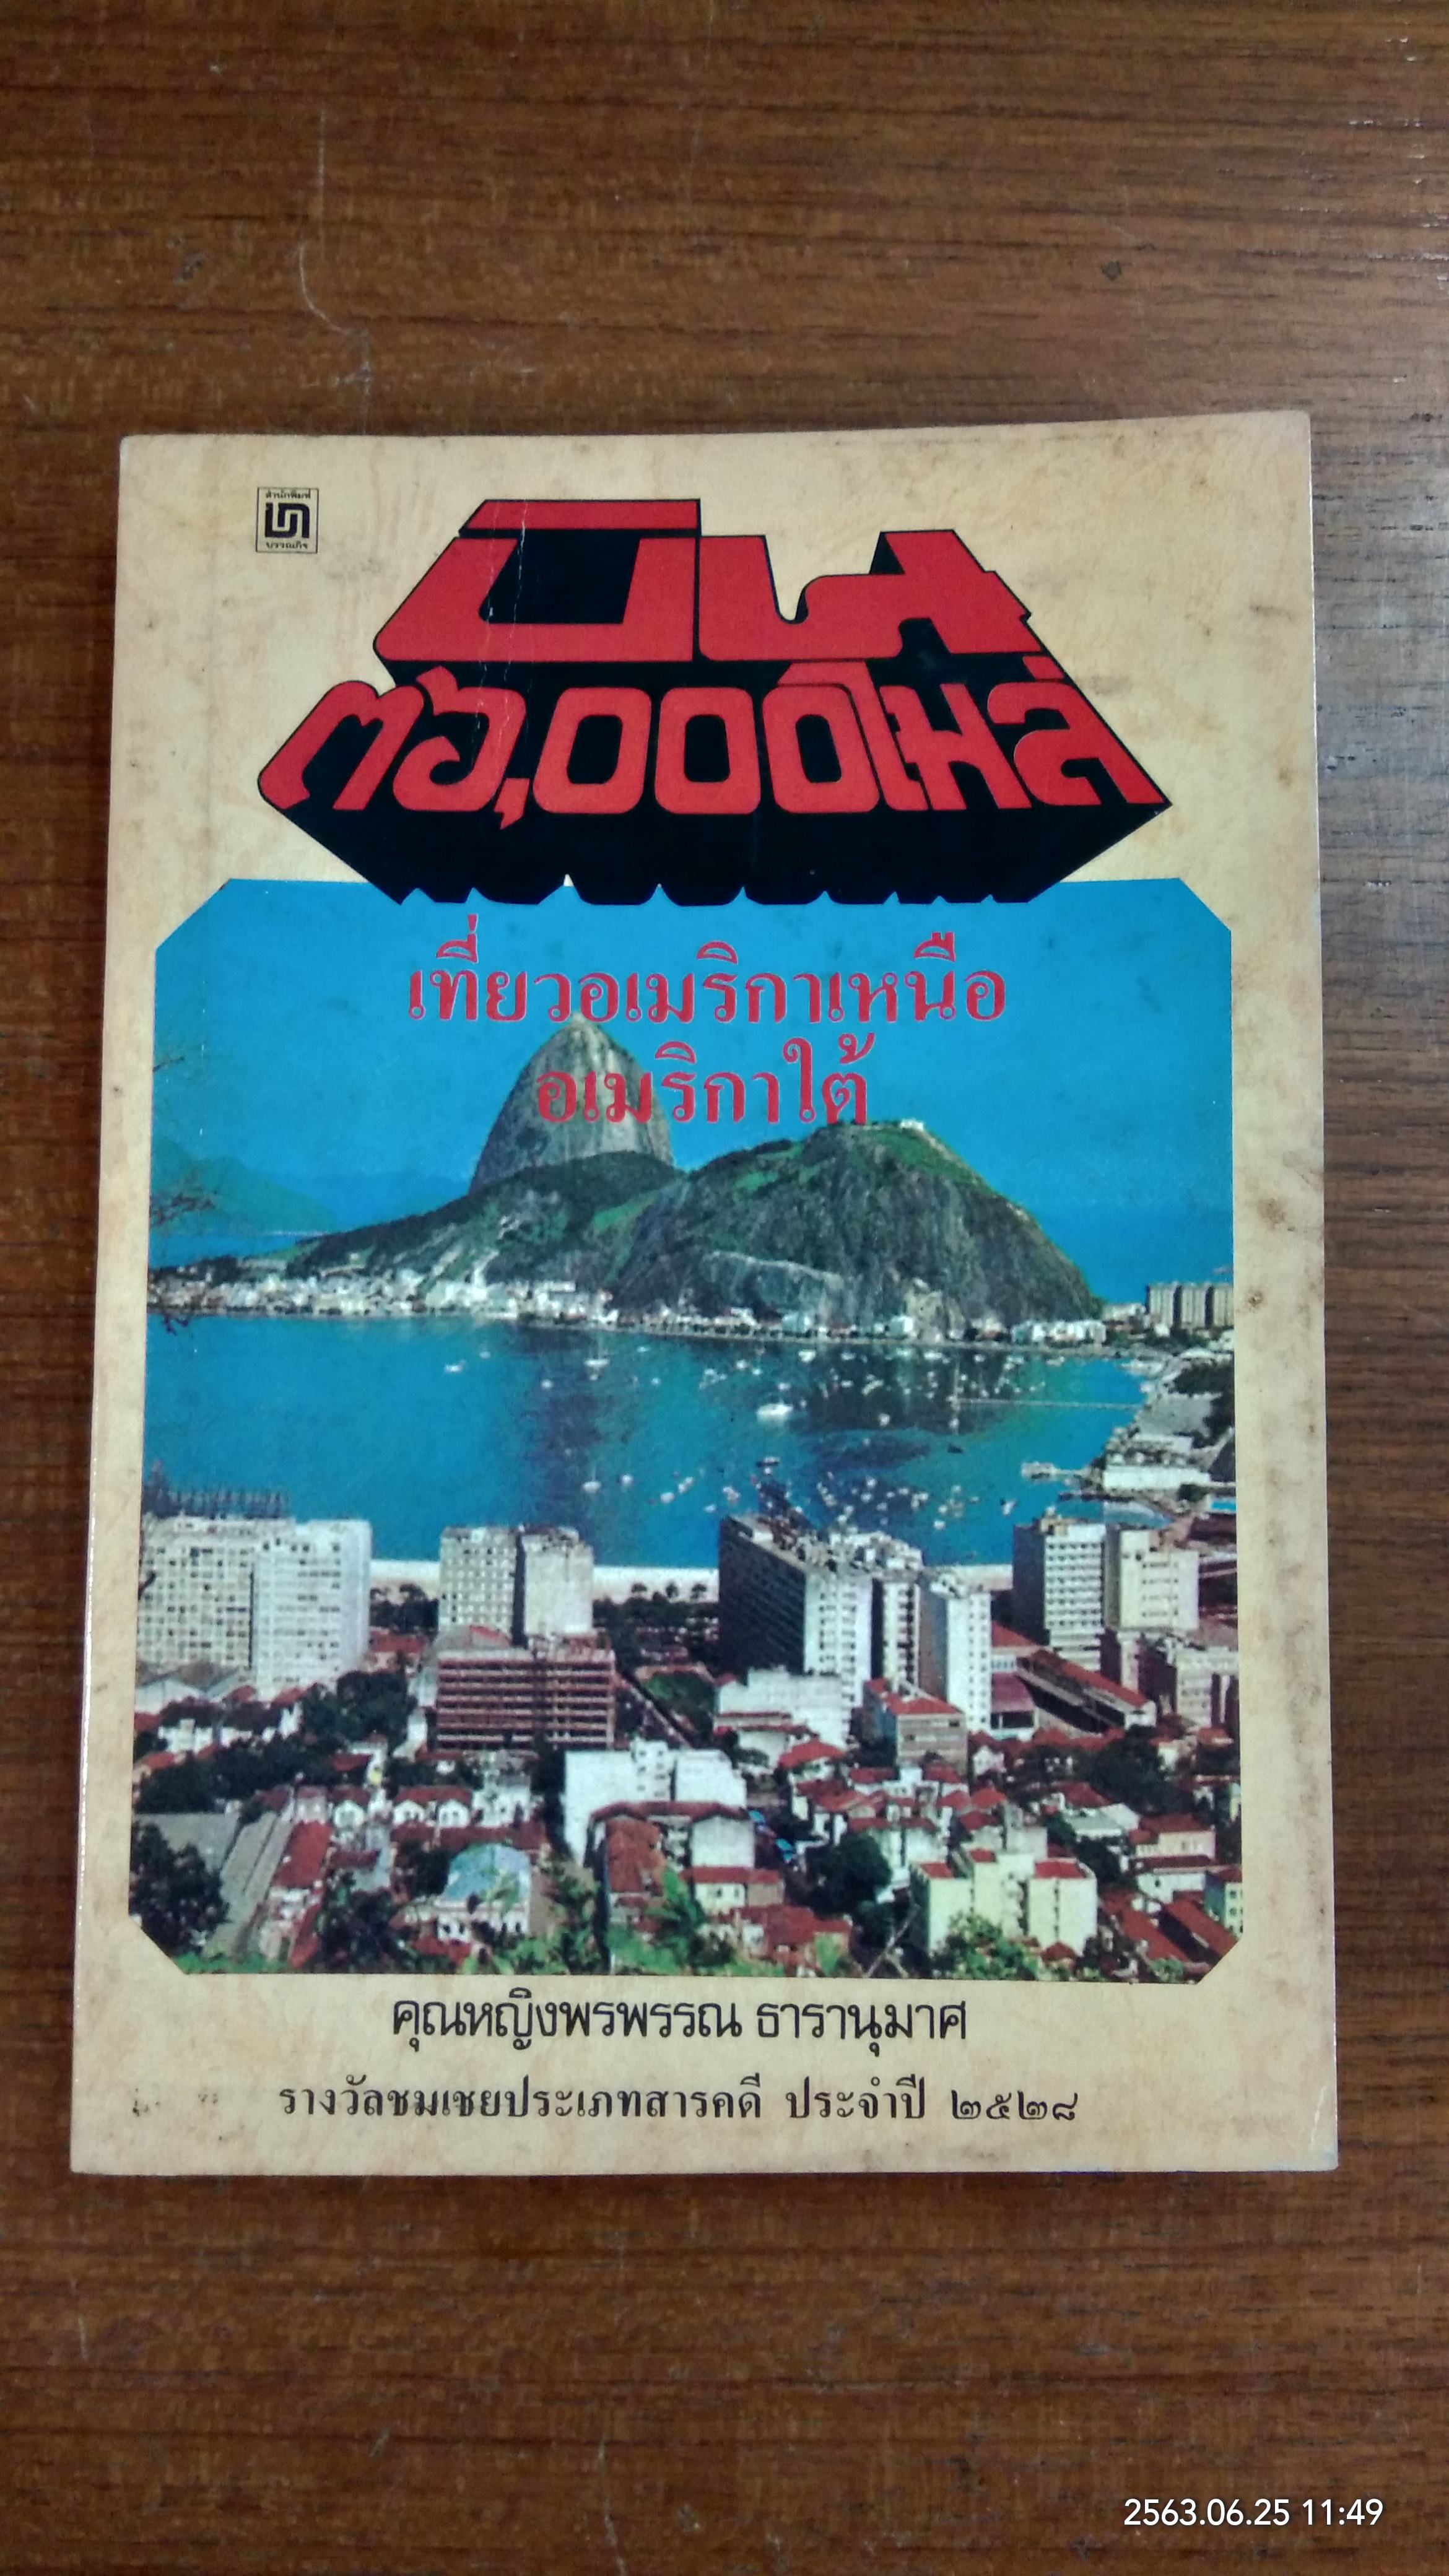 สำนักพิมพ์
บรรณกิจ
บิน
๓๖,๐๐๐ไมล์
เที่ยวอเมริกาเหนือ
อเมริกาใต้
คุณหญิงพรพรรณ ธารานุมาศ
รางวัลชมเชยประเภทสารคดี ประจำปี ๒๕๒๘
2563.06.25 11:49